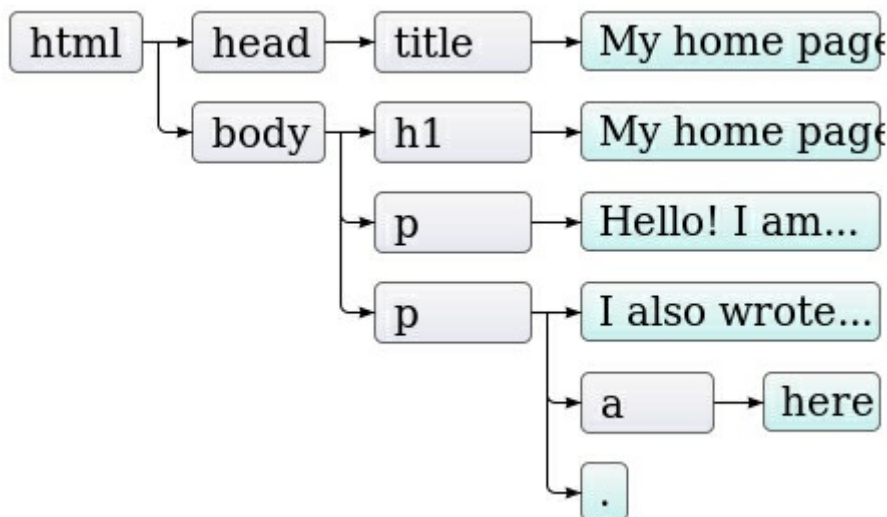 html head title My home page
body h1 My home page
p Hello! I am...
p I also wrote...
a here
.